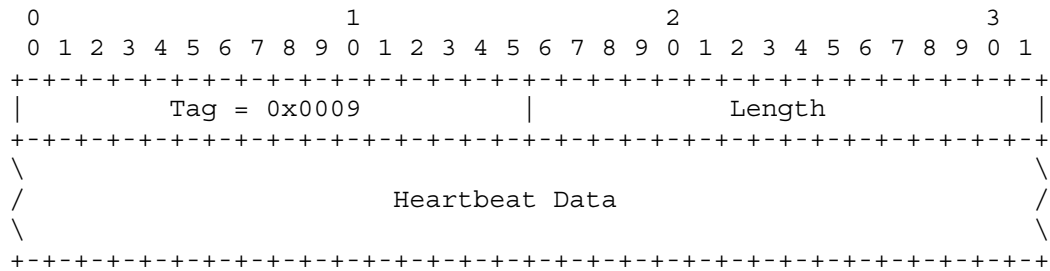 0                   1                   2                   3
 0 1 2 3 4 5 6 7 8 9 0 1 2 3 4 5 6 7 8 9 0 1 2 3 4 5 6 7 8 9 0 1
+-+-+-+-+-+-+-+-+-+-+-+-+-+-+-+-+-+-+-+-+-+-+-+-+-+-+-+-+-+-+-+-+
|         Tag = 0x0009          |            Length             |
+-+-+-+-+-+-+-+-+-+-+-+-+-+-+-+-+-+-+-+-+-+-+-+-+-+-+-+-+-+-+-+-+
\                                                               \
/                       Heartbeat Data                          /
\                                                               \
+-+-+-+-+-+-+-+-+-+-+-+-+-+-+-+-+-+-+-+-+-+-+-+-+-+-+-+-+-+-+-+-+